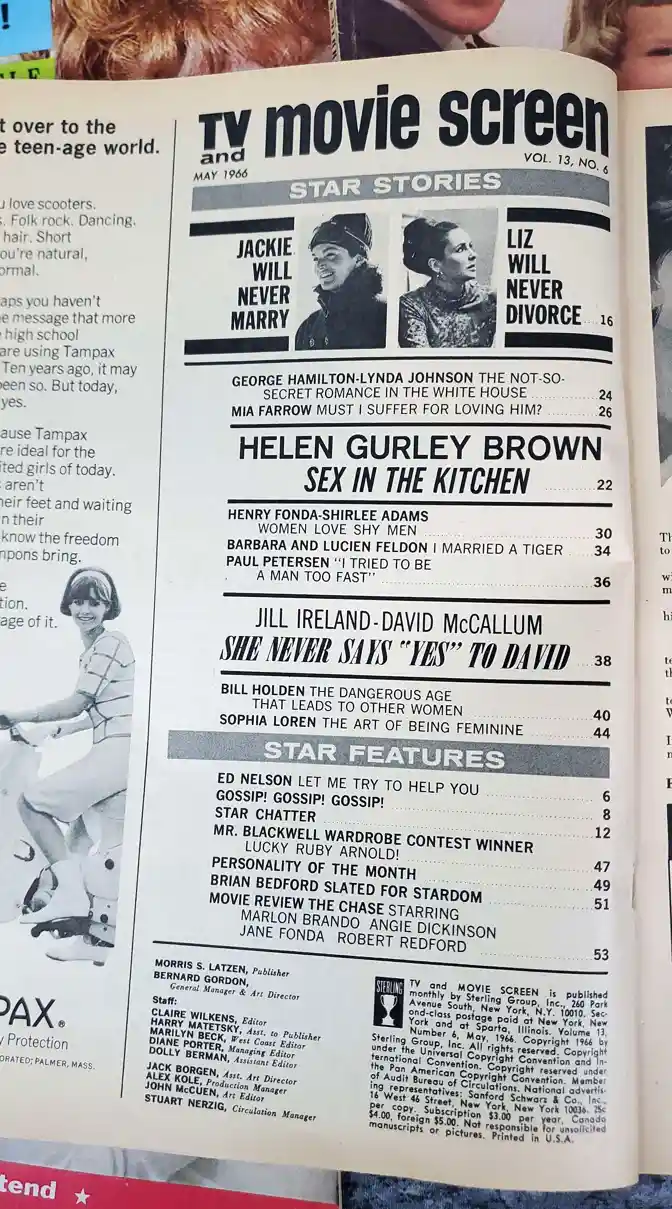 !
LE
t over to the
e teen-age world.
u love scooters.
s. Folk rock. Dancing.
hair. Short
ou're natural,
ormal.
aps you haven't
e message that more
e high school
are using Tampax
Ten years ago, it may
been so. But today,
yes.
ause Tampax
re ideal for the
ited girls of today.
aren't
heir feet and waiting
n their
know the freedom
mpons bring.
e
tion.
age of it.
PAX®
y Protection
ORATED; PALMER, MASS.
tend ★
TV and movie screen
MAY 1966
VOL. 13, NO. 6
STAR STORIES
JACKIE
WILL
NEVER
MARRY
LIZ
WILL
NEVER
DIVORCE....16
GEORGE HAMILTON-LYNDA JOHNSON THE NOT-SO-
SECRET ROMANCE IN THE WHITE HOUSE ............ 24
MIA FARROW MUST I SUFFER FOR LOVING HIM? ............ 26
HELEN GURLEY BROWN
SEX IN THE KITCHEN ............ 22
HENRY FONDA-SHIRLEE ADAMS
WOMEN LOVE SHY MEN ............ 30
BARBARA AND LUCIEN FELDON I MARRIED A TIGER ..... 34
PAUL PETERSEN "I TRIED TO BE
A MAN TOO FAST" ............ 36
JILL IRELAND-DAVID McCALLUM
SHE NEVER SAYS "YES" TO DAVID ....38
BILL HOLDEN THE DANGEROUS AGE
THAT LEADS TO OTHER WOMEN ............ 40
SOPHIA LOREN THE ART OF BEING FEMININE ............ 44
STAR FEATURES
ED NELSON LET ME TRY TO HELP YOU ............ 6
GOSSIP! GOSSIP! GOSSIP! ............ 8
STAR CHATTER ............ 12
MR. BLACKWELL WARDROBE CONTEST WINNER
LUCKY RUBY ARNOLD! ............ 47
PERSONALITY OF THE MONTH ............ 49
BRIAN BEDFORD SLATED FOR STARDOM ............ 51
MOVIE REVIEW THE CHASE STARRING
MARLON BRANDO ANGIE DICKINSON
JANE FONDA ROBERT REDFORD ............ 53
MORRIS S. LATZEN, Publisher
BERNARD GORDON,
General Manager & Art Director
Staff:
CLAIRE WILKENS, Editor
HARRY MATETSKY, Asst. to Publisher
MARILYN BECK, West Coast Editor
DIANE PORTER, Managing Editor
DOLLY BERMAN, Assistant Editor
JACK BORGEN, Asst. Art Director
ALEX KOLE, Production Manager
JOHN McCUEN, Art Editor
STUART NERZIG, Circulation Manager
STERLING
TV and MOVIE SCREEN is published
monthly by Sterling Group, Inc., 260 Park
Avenue South, New York, N.Y. 10010. Sec-
ond-class postage paid at New York, New
York and at Sparta, Illinois. Volume 13,
Number 6, May, 1966. Copyright 1966 by
Sterling Group, Inc. All rights reserved. Copyright
under the Universal Copyright Convention and In-
ternational Convention. Copyright reserved under
the Pan American Copyright Convention. Member
of Audit Bureau of Circulations. National advertis-
ing representatives: Sanford Schwarz & Co., Inc.,
16 West 46 Street, New York, New York 10036. 25c
per copy. Subscription $3.00 per year, Canada
$4.00, foreign $5.00. Not responsible for unsolicited
manuscripts or pictures. Printed in U.S.A.